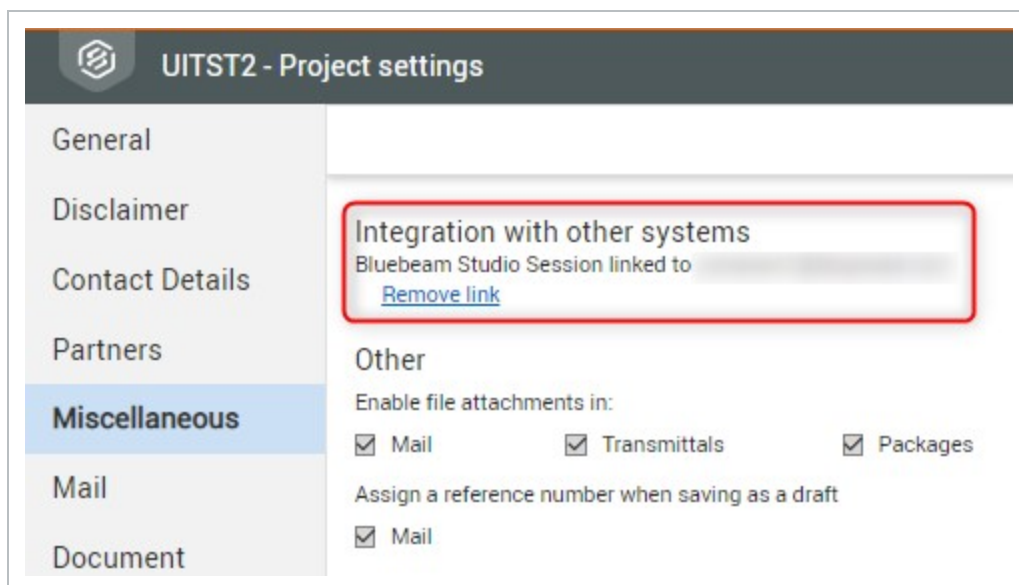 UITST2 - Project settings
General
Disclaimer
Contact Details
Partners
Miscellaneous
Mail
Document
Integration with other systems
Bluebeam Studio Session linked to
Remove link
Other
Enable file attachments in:
Mail Transmittals Packages
Assign a reference number when saving as a draft
Mail